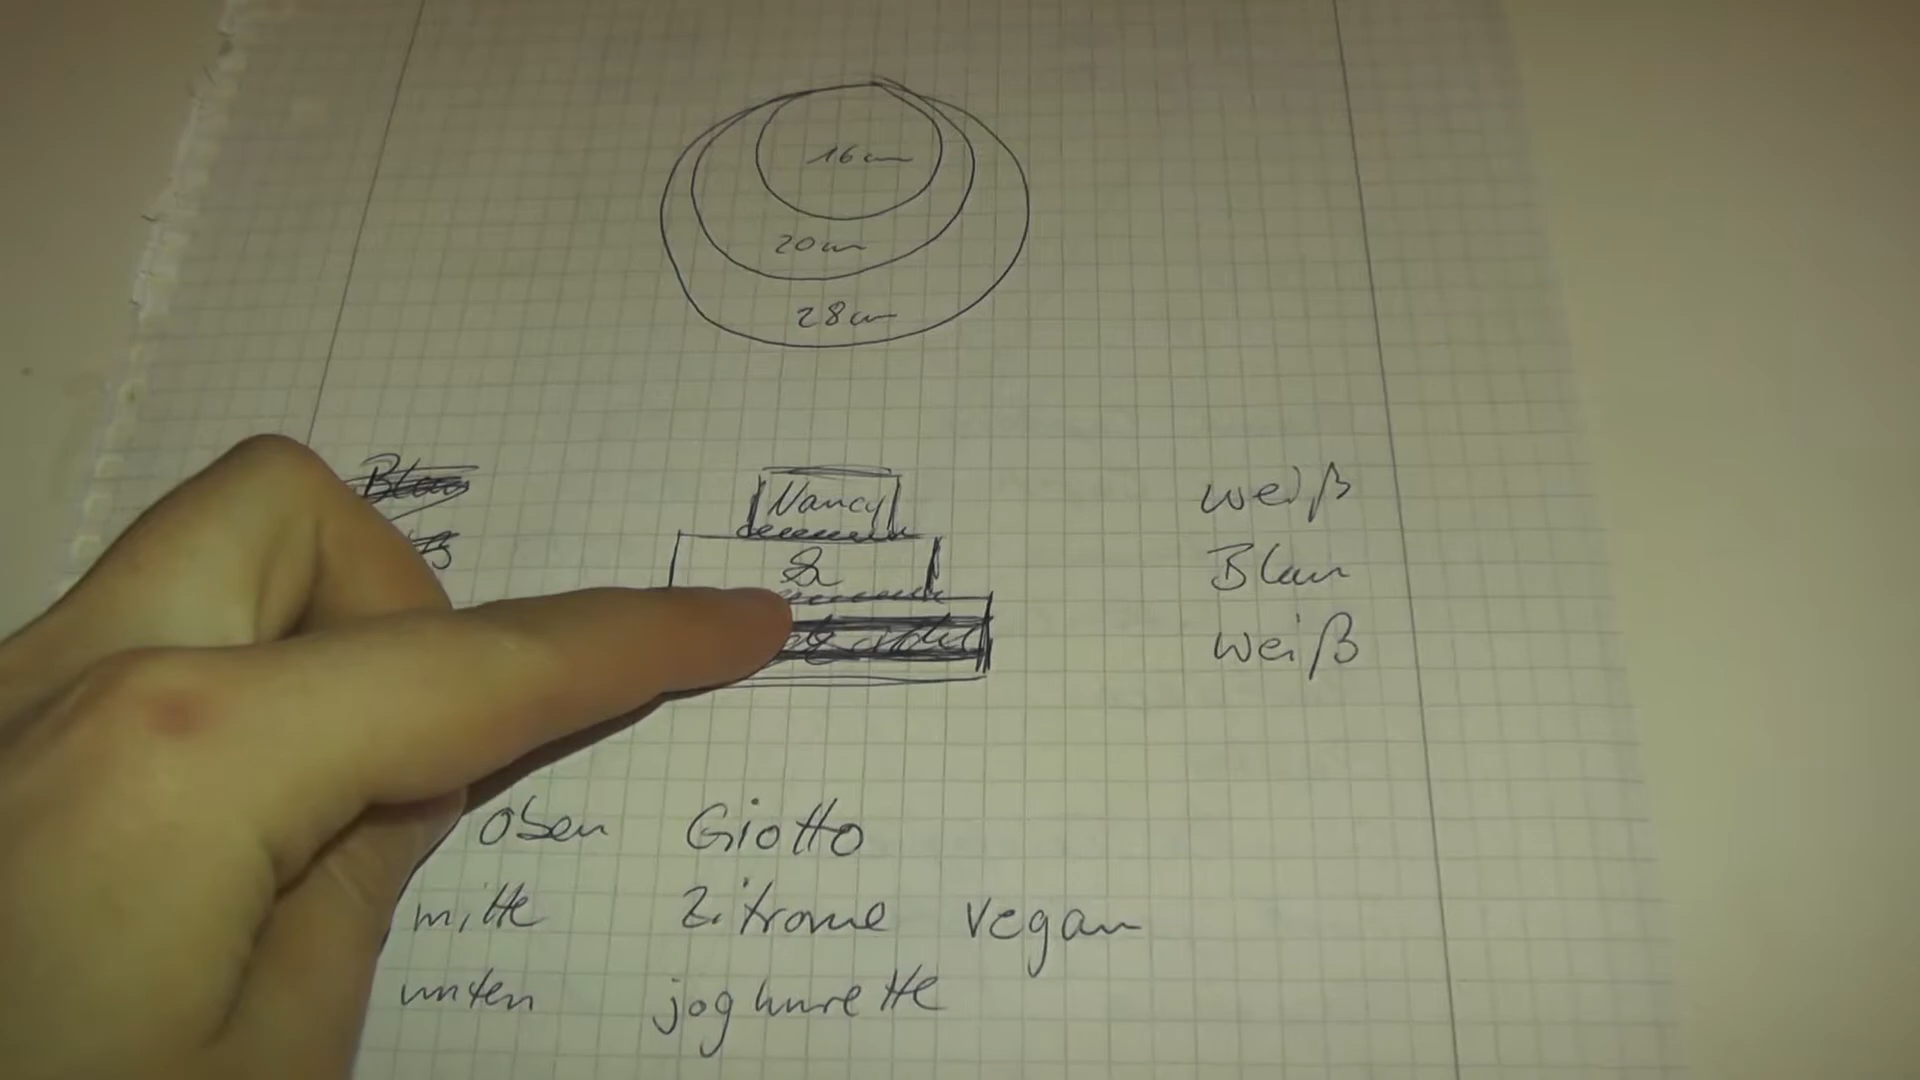 16cm
20cm
28cm
Nancy
weiß
&
Blau
weiß
Oben Giotto
mitte Zitrone vegan
unten joghurette